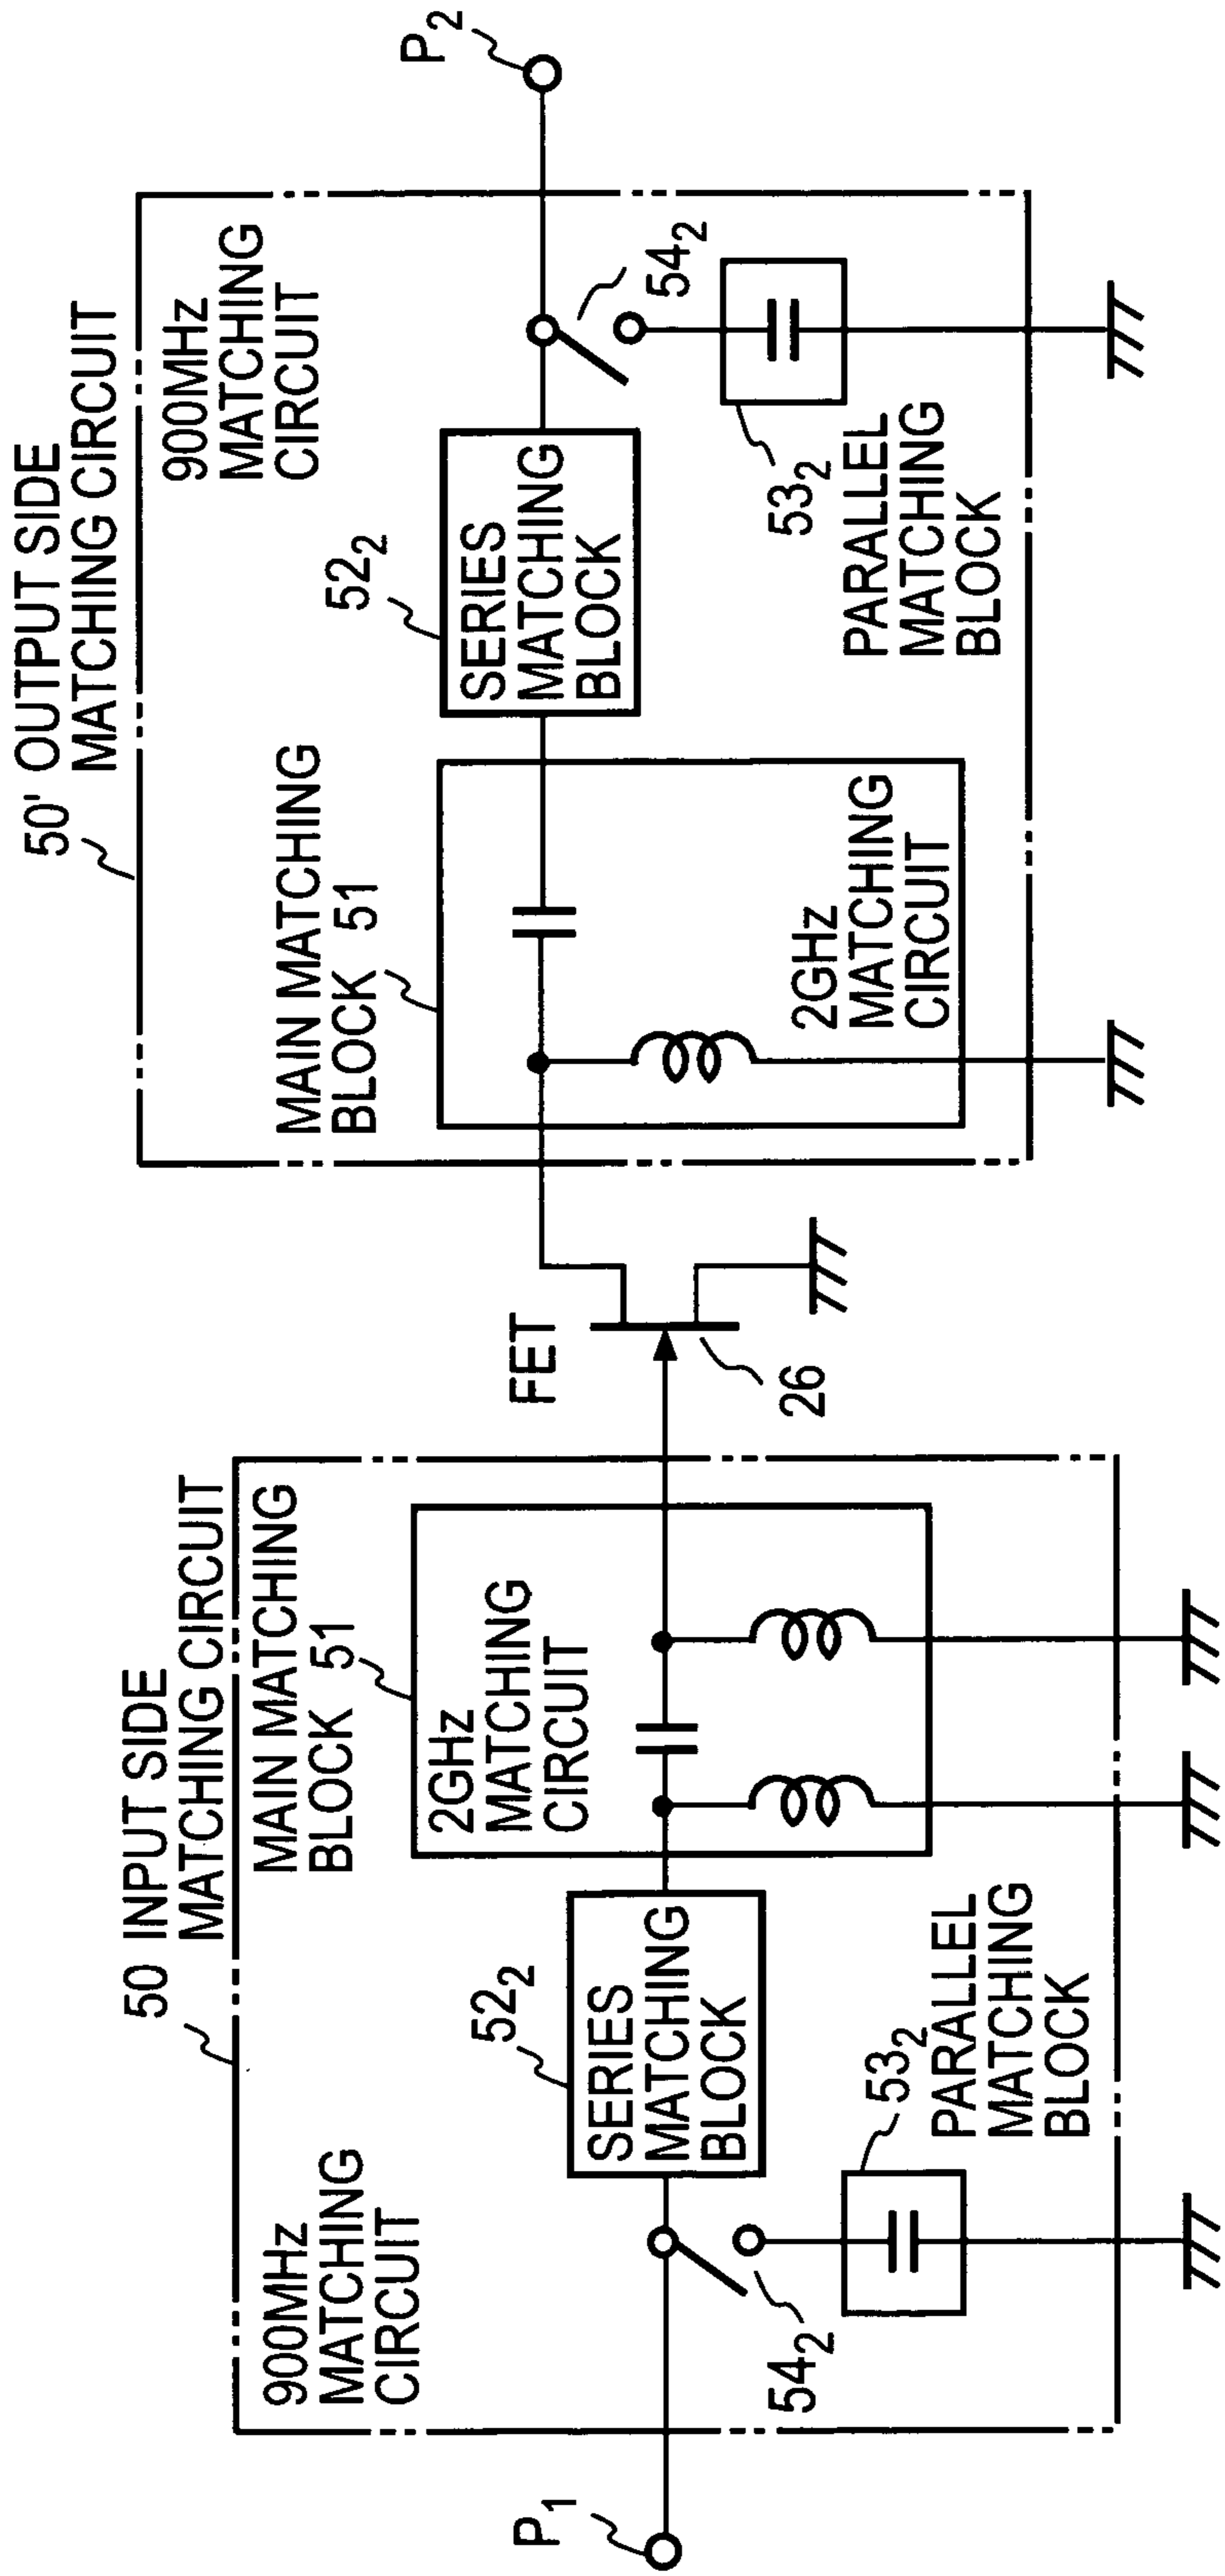 50 INPUT SIDE
MATCHING CIRCUIT
900MHz
MATCHING
CIRCUIT
MAIN MATCHING
BLOCK 51
2GHz
MATCHING
CIRCUIT
52₂
SERIES
MATCHING
BLOCK
P₁
54₂
53₂
PARALLEL
MATCHING
BLOCK
FET
26
50' OUTPUT SIDE
MATCHING CIRCUIT
900MHz
MATCHING
CIRCUIT
MAIN MATCHING
BLOCK 51
2GHz
MATCHING
CIRCUIT
52₂
SERIES
MATCHING
BLOCK
P₂
54₂
53₂
PARALLEL
MATCHING
BLOCK